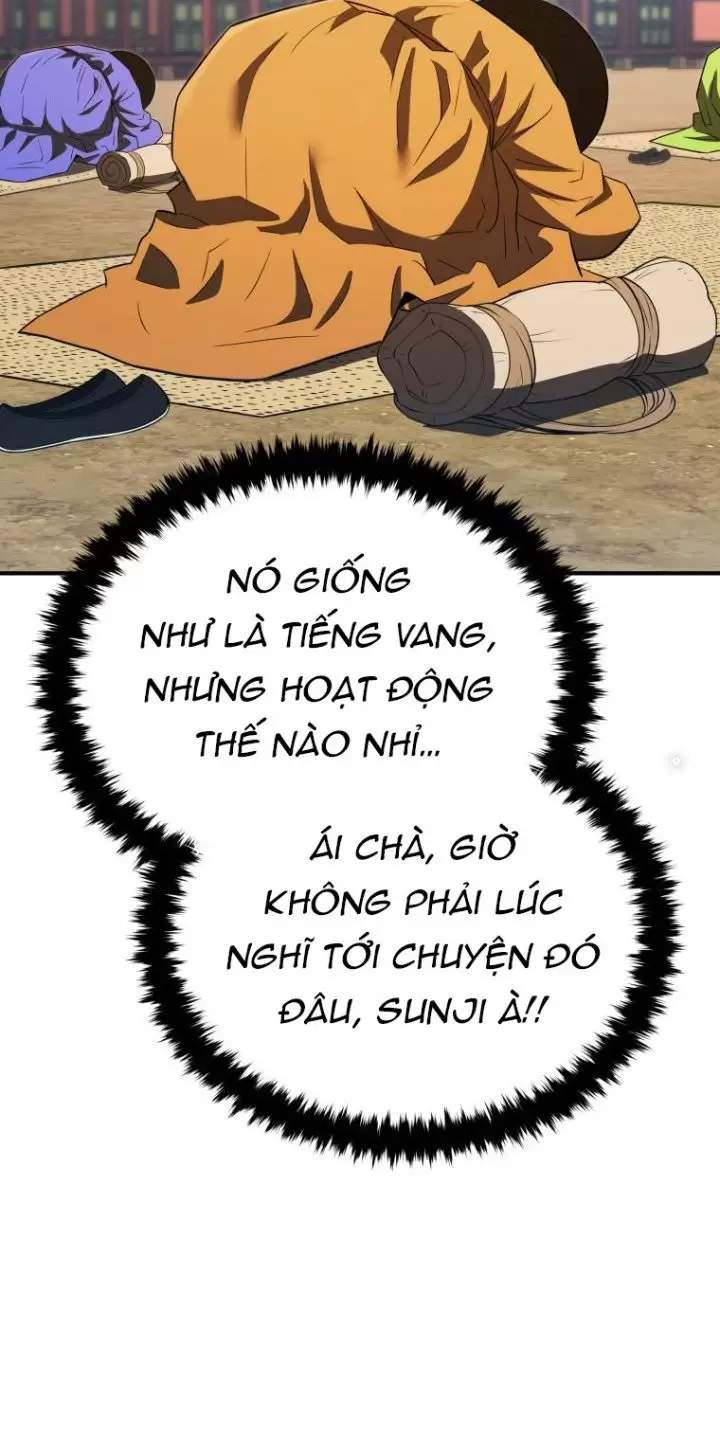 NÓ GIỐNG
NHƯ LÀ TIẾNG VANG,
NHƯNG HOẠT ĐỘNG
THẾ NÀO NHỈ...
ÁI CHÀ, GIỜ
KHÔNG PHẢI LÚC
NGHĨ TỚI CHUYỆN ĐÓ
ĐÂU, SUNJI À!!